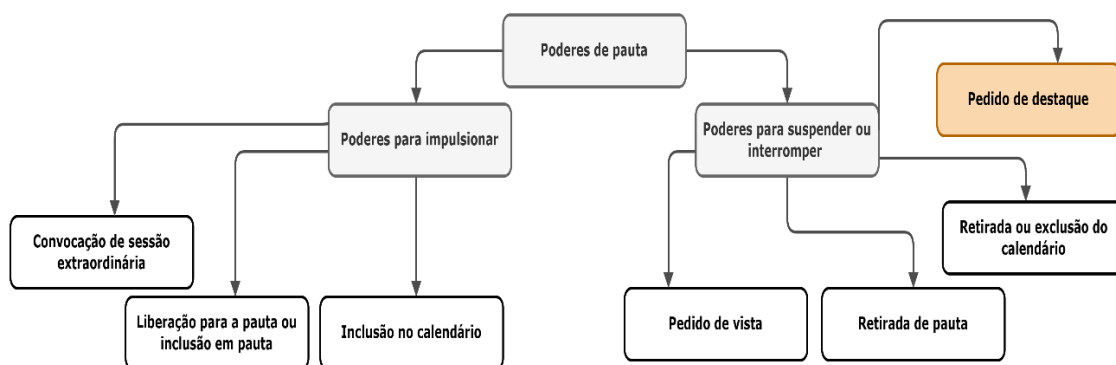 Poderes de pauta
Pedido de destaque
Poderes para impulsionar
Poderes para suspender ou
interromper
Convocação de sessão
extraordinária
Retirada ou exclusão do
calendário
Liberação para a pauta ou
inclusão em pauta
Inclusão no calendário
Pedido de vista
Retirada de pauta